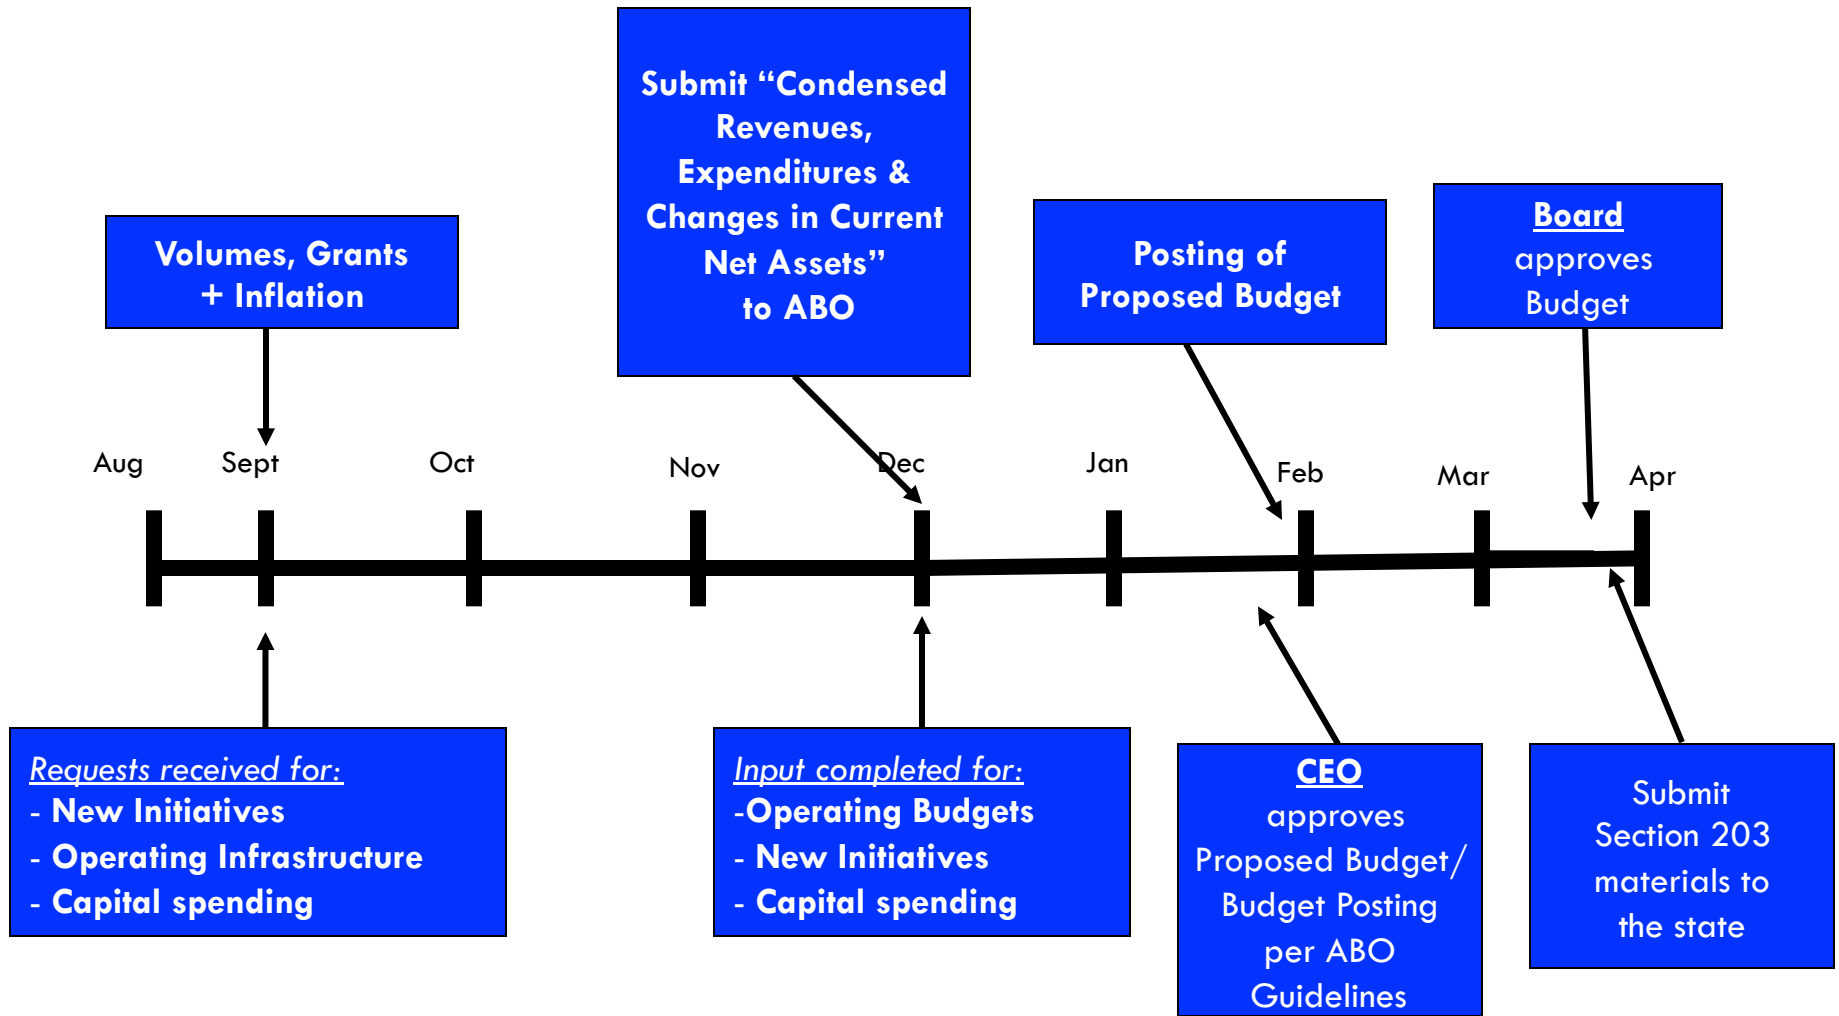 Submit “Condensed
Revenues,
Expenditures &
Changes in Current
Net Assets”
to ABO
Volumes, Grants
+ Inflation
Posting of
Proposed Budget
Board
approves
Budget
Aug
Sept
Oct
Nov
Dec
Jan
Feb
Mar
Apr
Requests received for:
- New Initiatives
- Operating Infrastructure
- Capital spending
Input completed for:
-Operating Budgets
- New Initiatives
- Capital spending
CEO
approves
Proposed Budget/
Budget Posting
per ABO
Guidelines
Submit
Section 203
materials to
the state